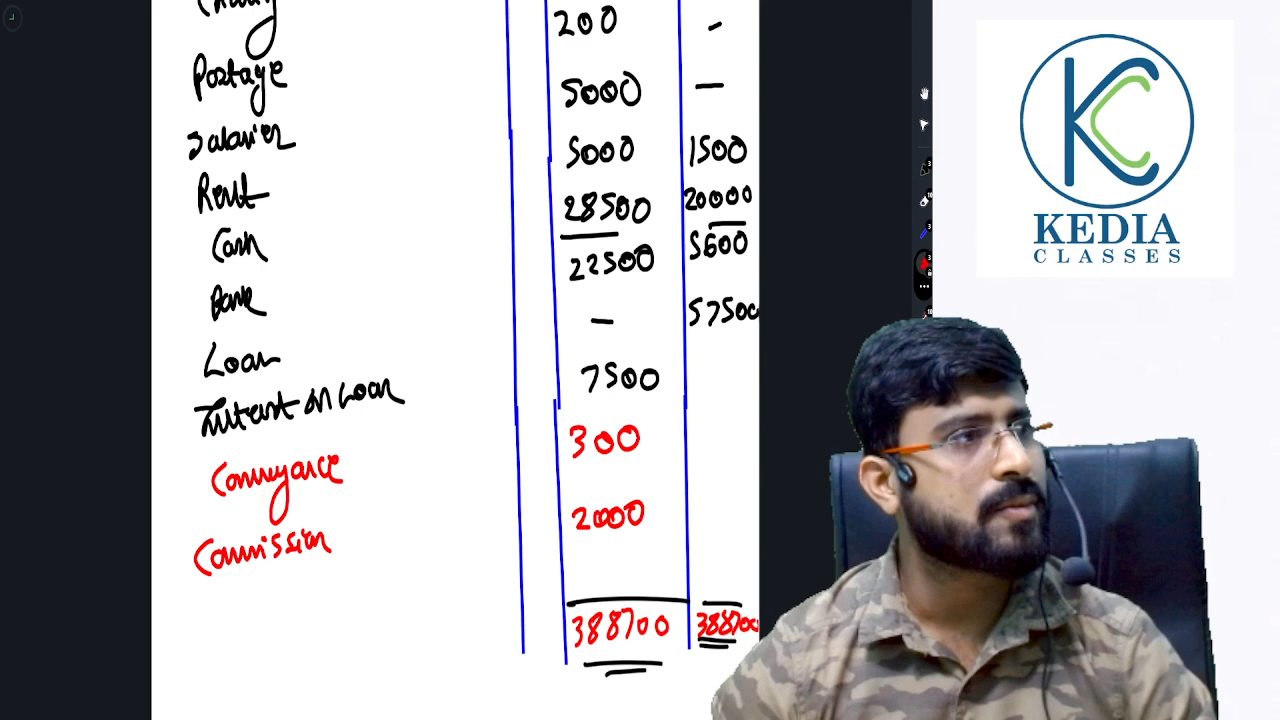 200 -
Postage 5000 —
Salaries 5000 1500
Rent 28500 20000
Cash 22500 5600
Bank — 57500
Loan 7500
Interest on Loan 300
Conveyance 2000
Commission
388700 388700
KC
KEDIA
CLASSES